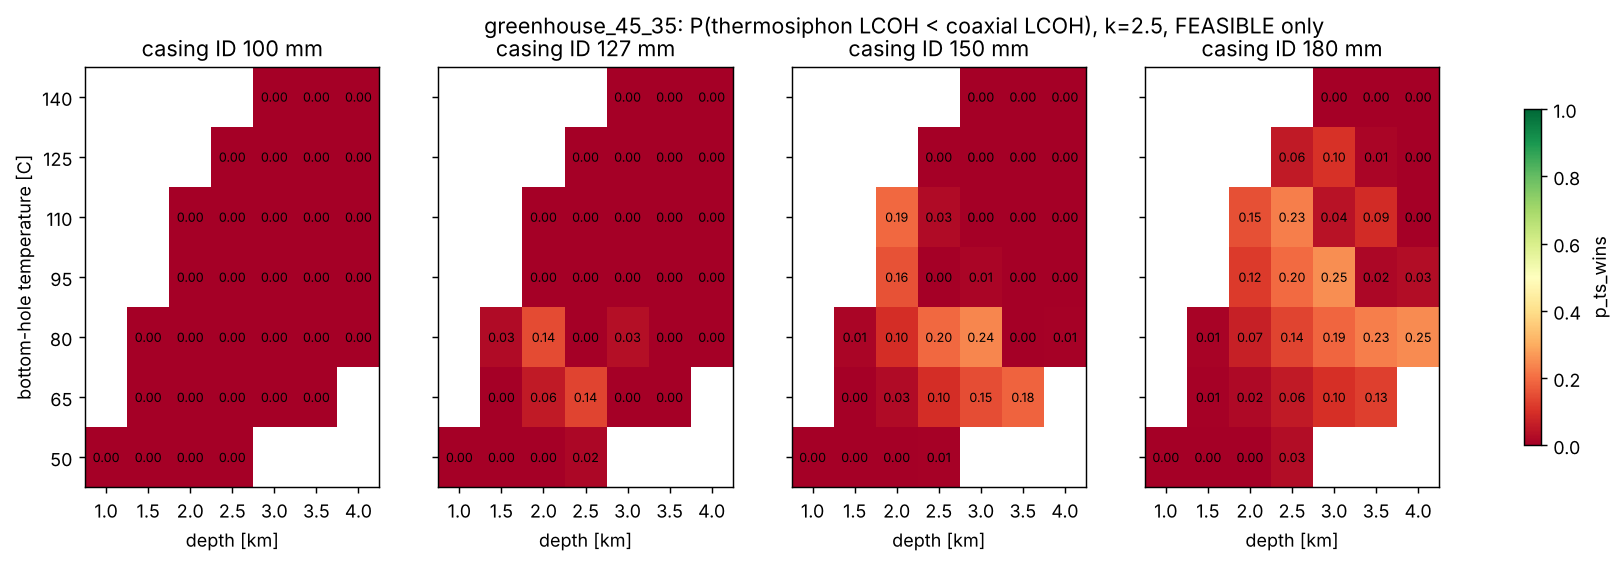 greenhouse_45_35: P(thermosiphon LCOH < coaxial LCOH), k=2.5, FEASIBLE only
casing ID 100 mm
casing ID 127 mm
casing ID 150 mm
casing ID 180 mm
bottom-hole temperature [C]
140
0.00 0.00 0.00
0.00 0.00 0.00
0.00 0.00 0.00
0.00 0.00 0.00
125
0.00 0.00 0.00 0.00
0.00 0.00 0.00 0.00
0.00 0.00 0.00 0.00
0.06 0.10 0.01 0.00
110
0.00 0.00 0.00 0.00 0.00
0.00 0.00 0.00 0.00 0.00
0.19 0.03 0.00 0.00 0.00
0.15 0.23 0.04 0.09 0.00
95
0.00 0.00 0.00 0.00 0.00
0.00 0.00 0.00 0.00 0.00
0.16 0.00 0.01 0.00 0.00
0.12 0.20 0.25 0.02 0.03
80
0.00 0.00 0.00 0.00 0.00 0.00
0.03 0.14 0.00 0.03 0.00 0.00
0.01 0.10 0.20 0.24 0.00 0.01
0.01 0.07 0.14 0.19 0.23 0.25
65
0.00 0.00 0.00 0.00 0.00
0.00 0.06 0.14 0.00 0.00
0.00 0.03 0.10 0.15 0.18
0.01 0.02 0.06 0.10 0.13
50
0.00 0.00 0.00 0.00
0.00 0.00 0.00 0.02
0.00 0.00 0.00 0.01
0.00 0.00 0.00 0.03
1.0 1.5 2.0 2.5 3.0 3.5 4.0
1.0 1.5 2.0 2.5 3.0 3.5 4.0
1.0 1.5 2.0 2.5 3.0 3.5 4.0
1.0 1.5 2.0 2.5 3.0 3.5 4.0
depth [km]
depth [km]
depth [km]
depth [km]
1.0
0.8
0.6
0.4
0.2
0.0
p_ts_wins